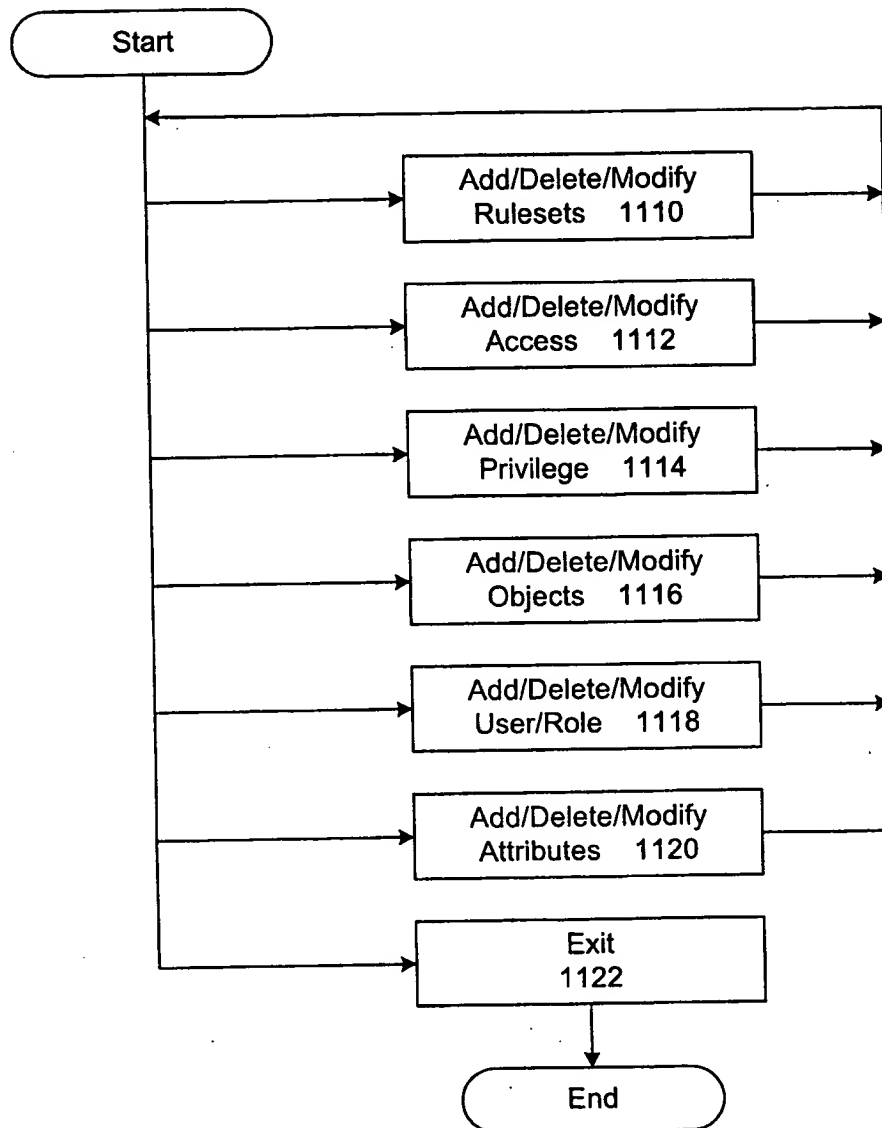 Start
Add/Delete/Modify
Rulesets 1110
Add/Delete/Modify
Access 1112
Add/Delete/Modify
Privilege 1114
Add/Delete/Modify
Objects 1116
Add/Delete/Modify
User/Role 1118
Add/Delete/Modify
Attributes 1120
Exit
1122
End